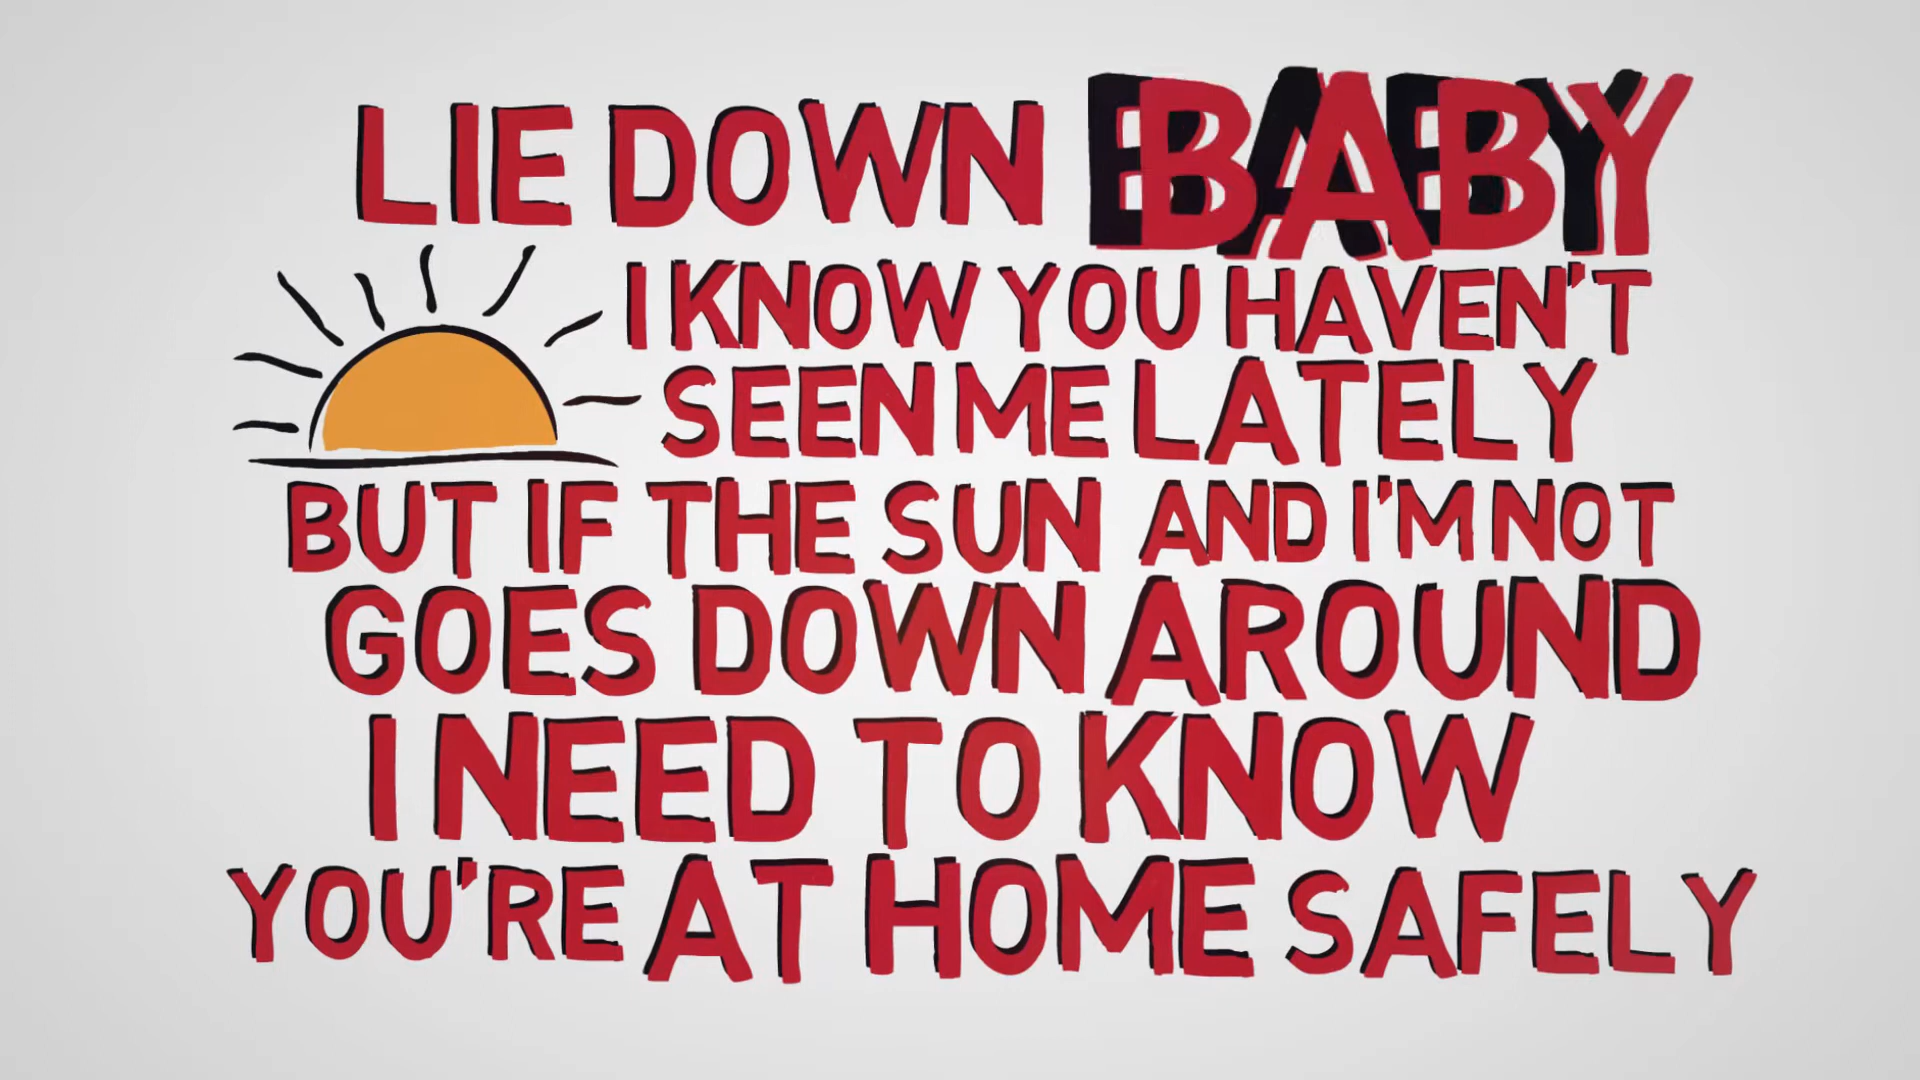 LIE DOWN BABY
I KNOW YOU HAVEN'T
SEEN ME LATELY
BUT IF THE SUN AND I'M NOT
GOES DOWN AROUND
I NEED TO KNOW
YOU'RE AT HOME SAFELY